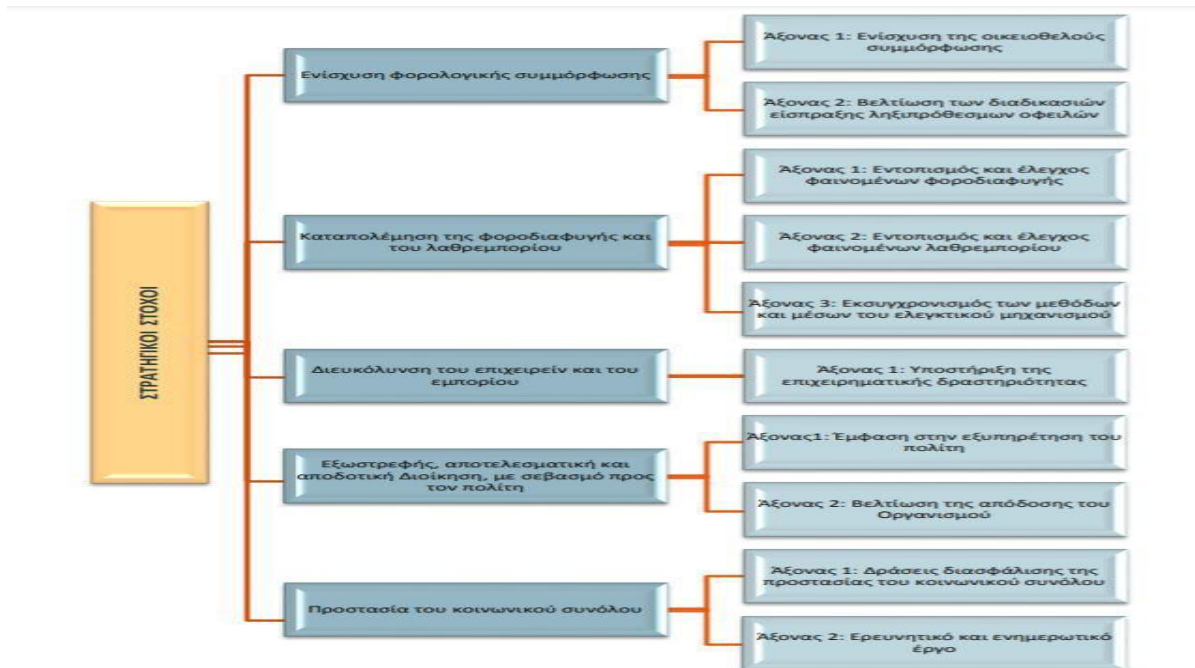 ΣΤΡΑΤΗΓΙΚΟΙ ΣΤΟΧΟΙ
Ενίσχυση φορολογικής συμμόρφωσης
Άξονας 1: Ενίσχυση της οικειοθελούς
συμμόρφωσης
Άξονας 2: Βελτίωση των διαδικασιών
είσπραξης ληξιπρόθεσμων οφειλών
Καταπολέμηση της φοροδιαφυγής και
του λαθρεμπορίου
Άξονας 1: Εντοπισμός και έλεγχος
φαινομένων φοροδιαφυγής
Άξονας 2: Εντοπισμός και έλεγχος
φαινομένων λαθρεμπορίου
Άξονας 3: Εκσυγχρονισμός των μεθόδων
και μέσων του ελεγκτικού μηχανισμού
Διευκόλυνση του επιχειρείν και του
εμπορίου
Άξονας 1: Υποστήριξη της
επιχειρηματικής δραστηριότητας
Εξωστρεφής, αποτελεσματική και
αποδοτική Διοίκηση, με σεβασμό προς
τον πολίτη
Άξονας1: Έμφαση στην εξυπηρέτηση του
πολίτη
Άξονας 2: Βελτίωση της απόδοσης του
Οργανισμού
Προστασία του κοινωνικού συνόλου
Άξονας 1: Δράσεις διασφάλισης της
προστασίας του κοινωνικού συνόλου
Άξονας 2: Ερευνητικό και ενημερωτικό
έργο